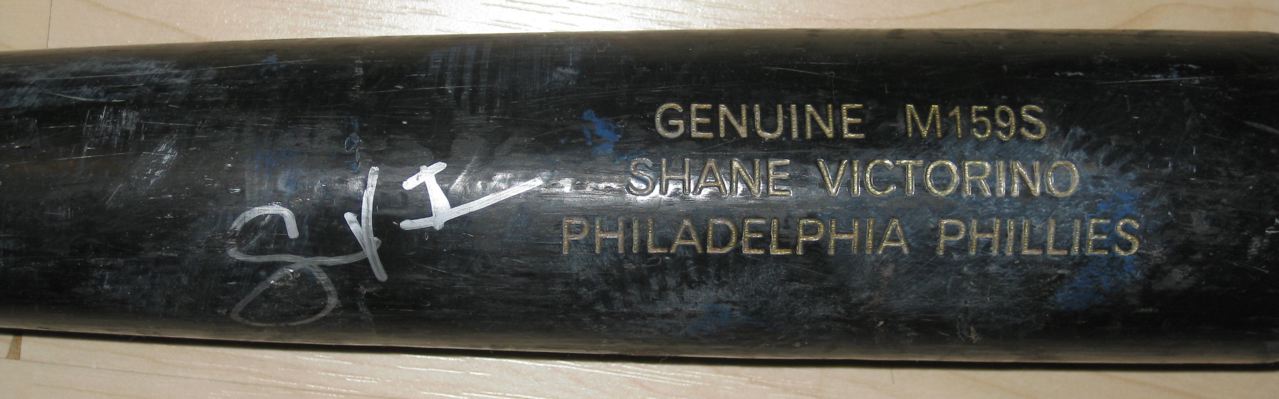 GENUINE M159S
SHANE VICTORINO
PHILADELPHIA PHILLIES